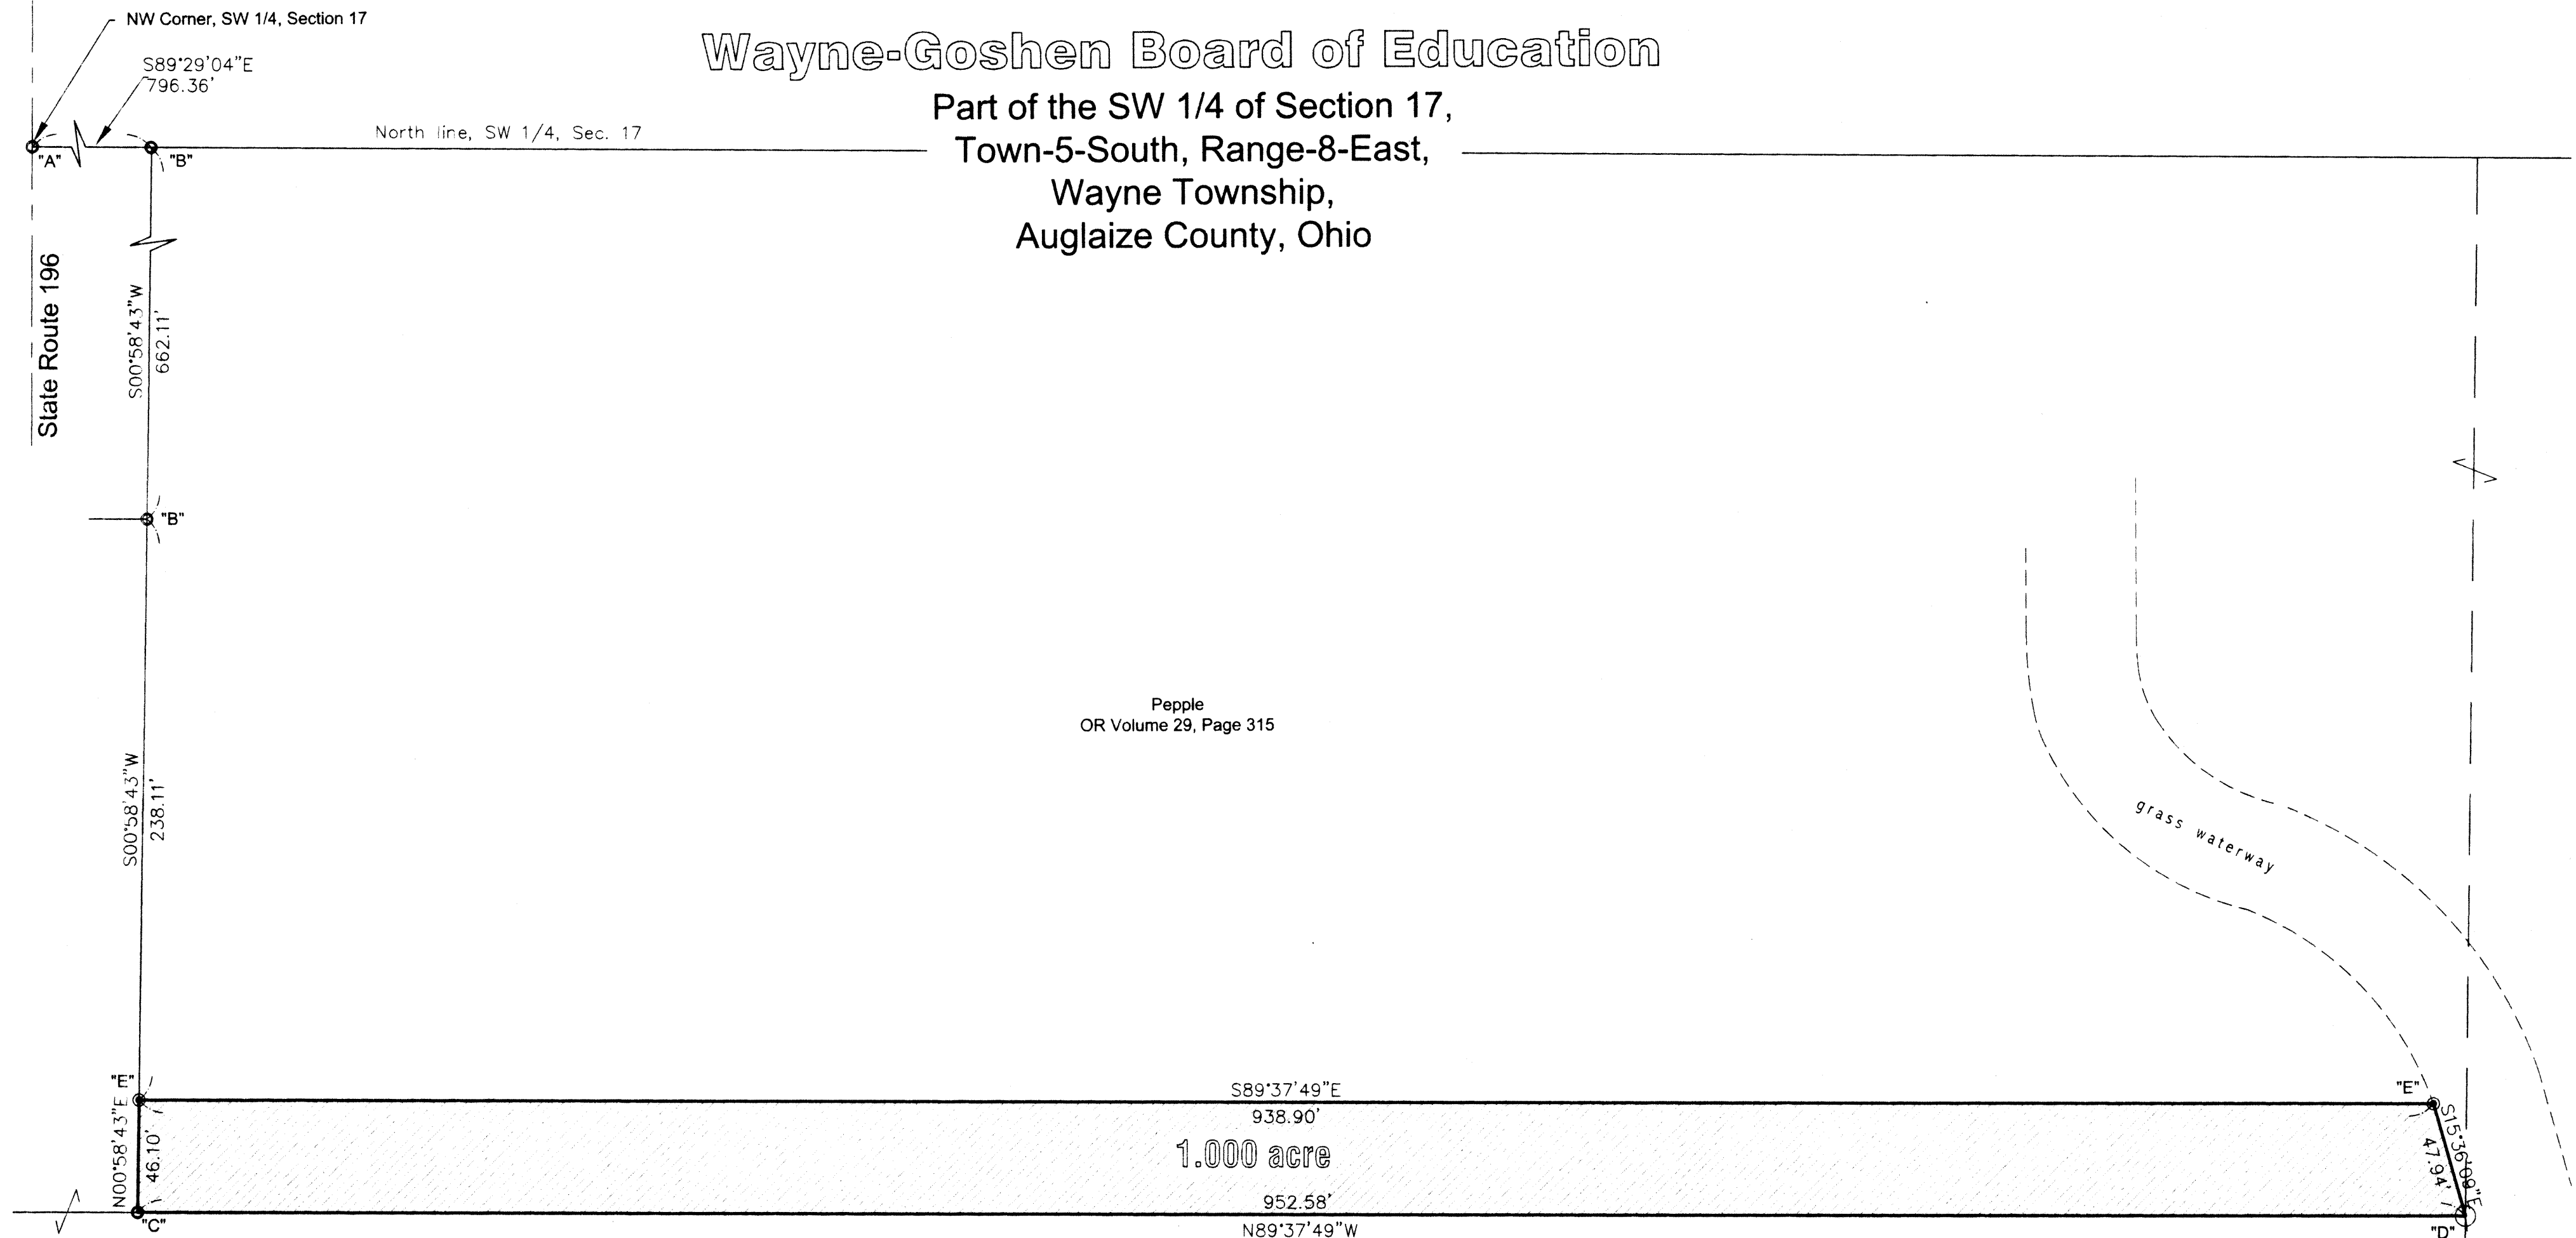 NW Corner, SW 1/4, Section 17
S89°29'04"E
796.36'
Wayne-Goshen Board of Education
Part of the SW 1/4 of Section 17,
Town-5-South, Range-8-East,
Wayne Township,
Auglaize County, Ohio
North line, SW 1/4, Sec. 17
"A"
"B"
State Route 196
S00°58'43"W
662.11'
"B"
Pepple
OR Volume 29, Page 315
S00°58'43"W
238.11'
grass waterway
"E"
S89°37'49"E
938.90'
"E"
N00°58'43"E
46.10'
1.000 acre
S15°36'09"E
47.94'
952.58'
N89°37'49"W
"C"
"D"